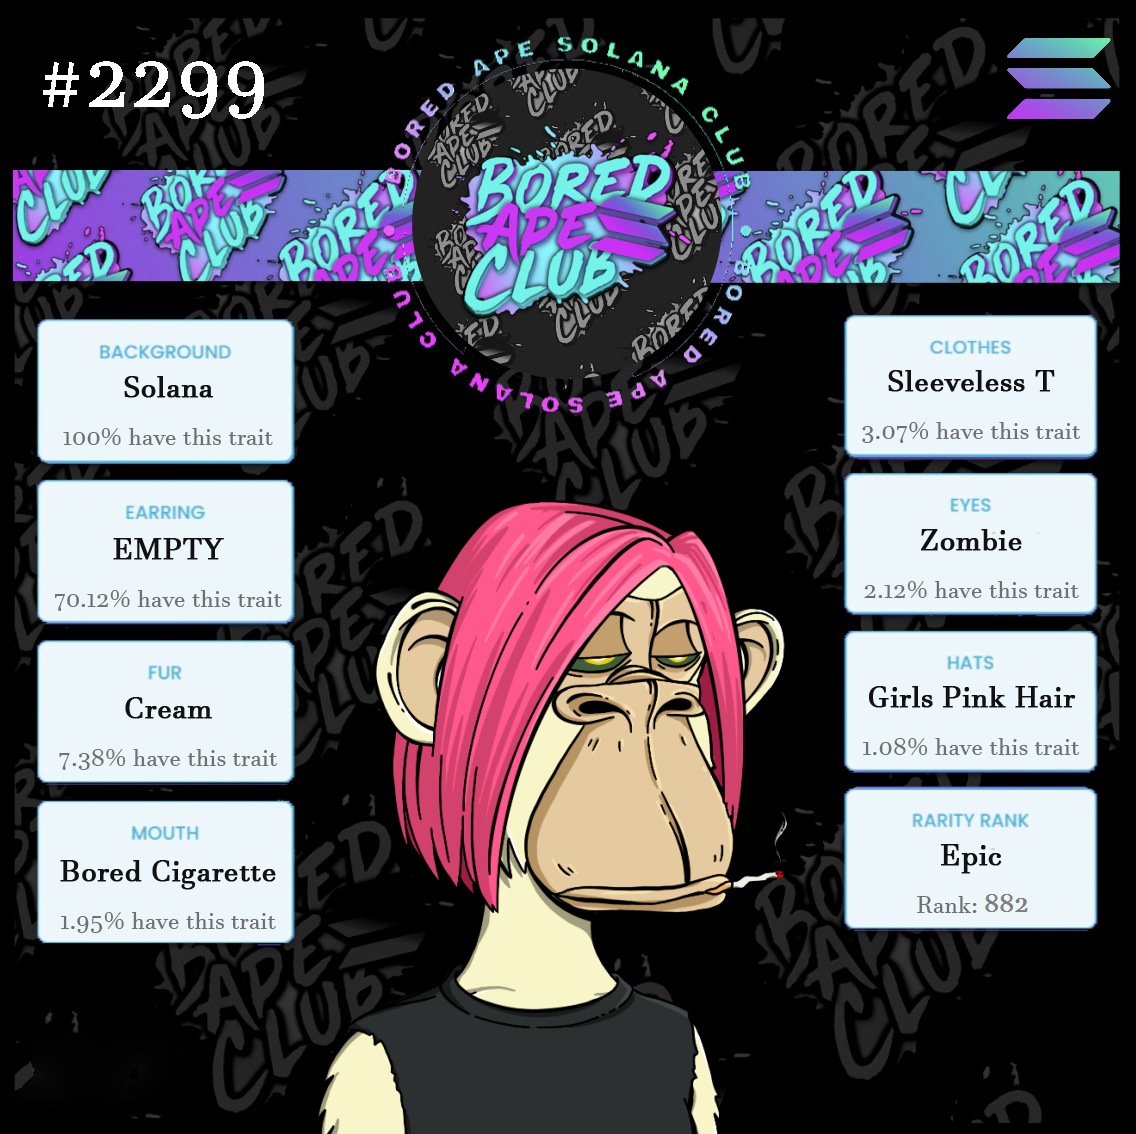 #2299
BORED APE SOLANA CLUB
BORED
APE
CLUB
BORED APE SOLANA CLUB
BACKGROUND
Solana
100% have this trait
EARRING
EMPTY
70.12% have this trait
FUR
Cream
7.38% have this trait
MOUTH
Bored Cigarette
1.95% have this trait
CLOTHES
Sleeveless T
3.07% have this trait
EYES
Zombie
2.12% have this trait
HATS
Girls Pink Hair
1.08% have this trait
RARITY RANK
Epic
Rank: 882